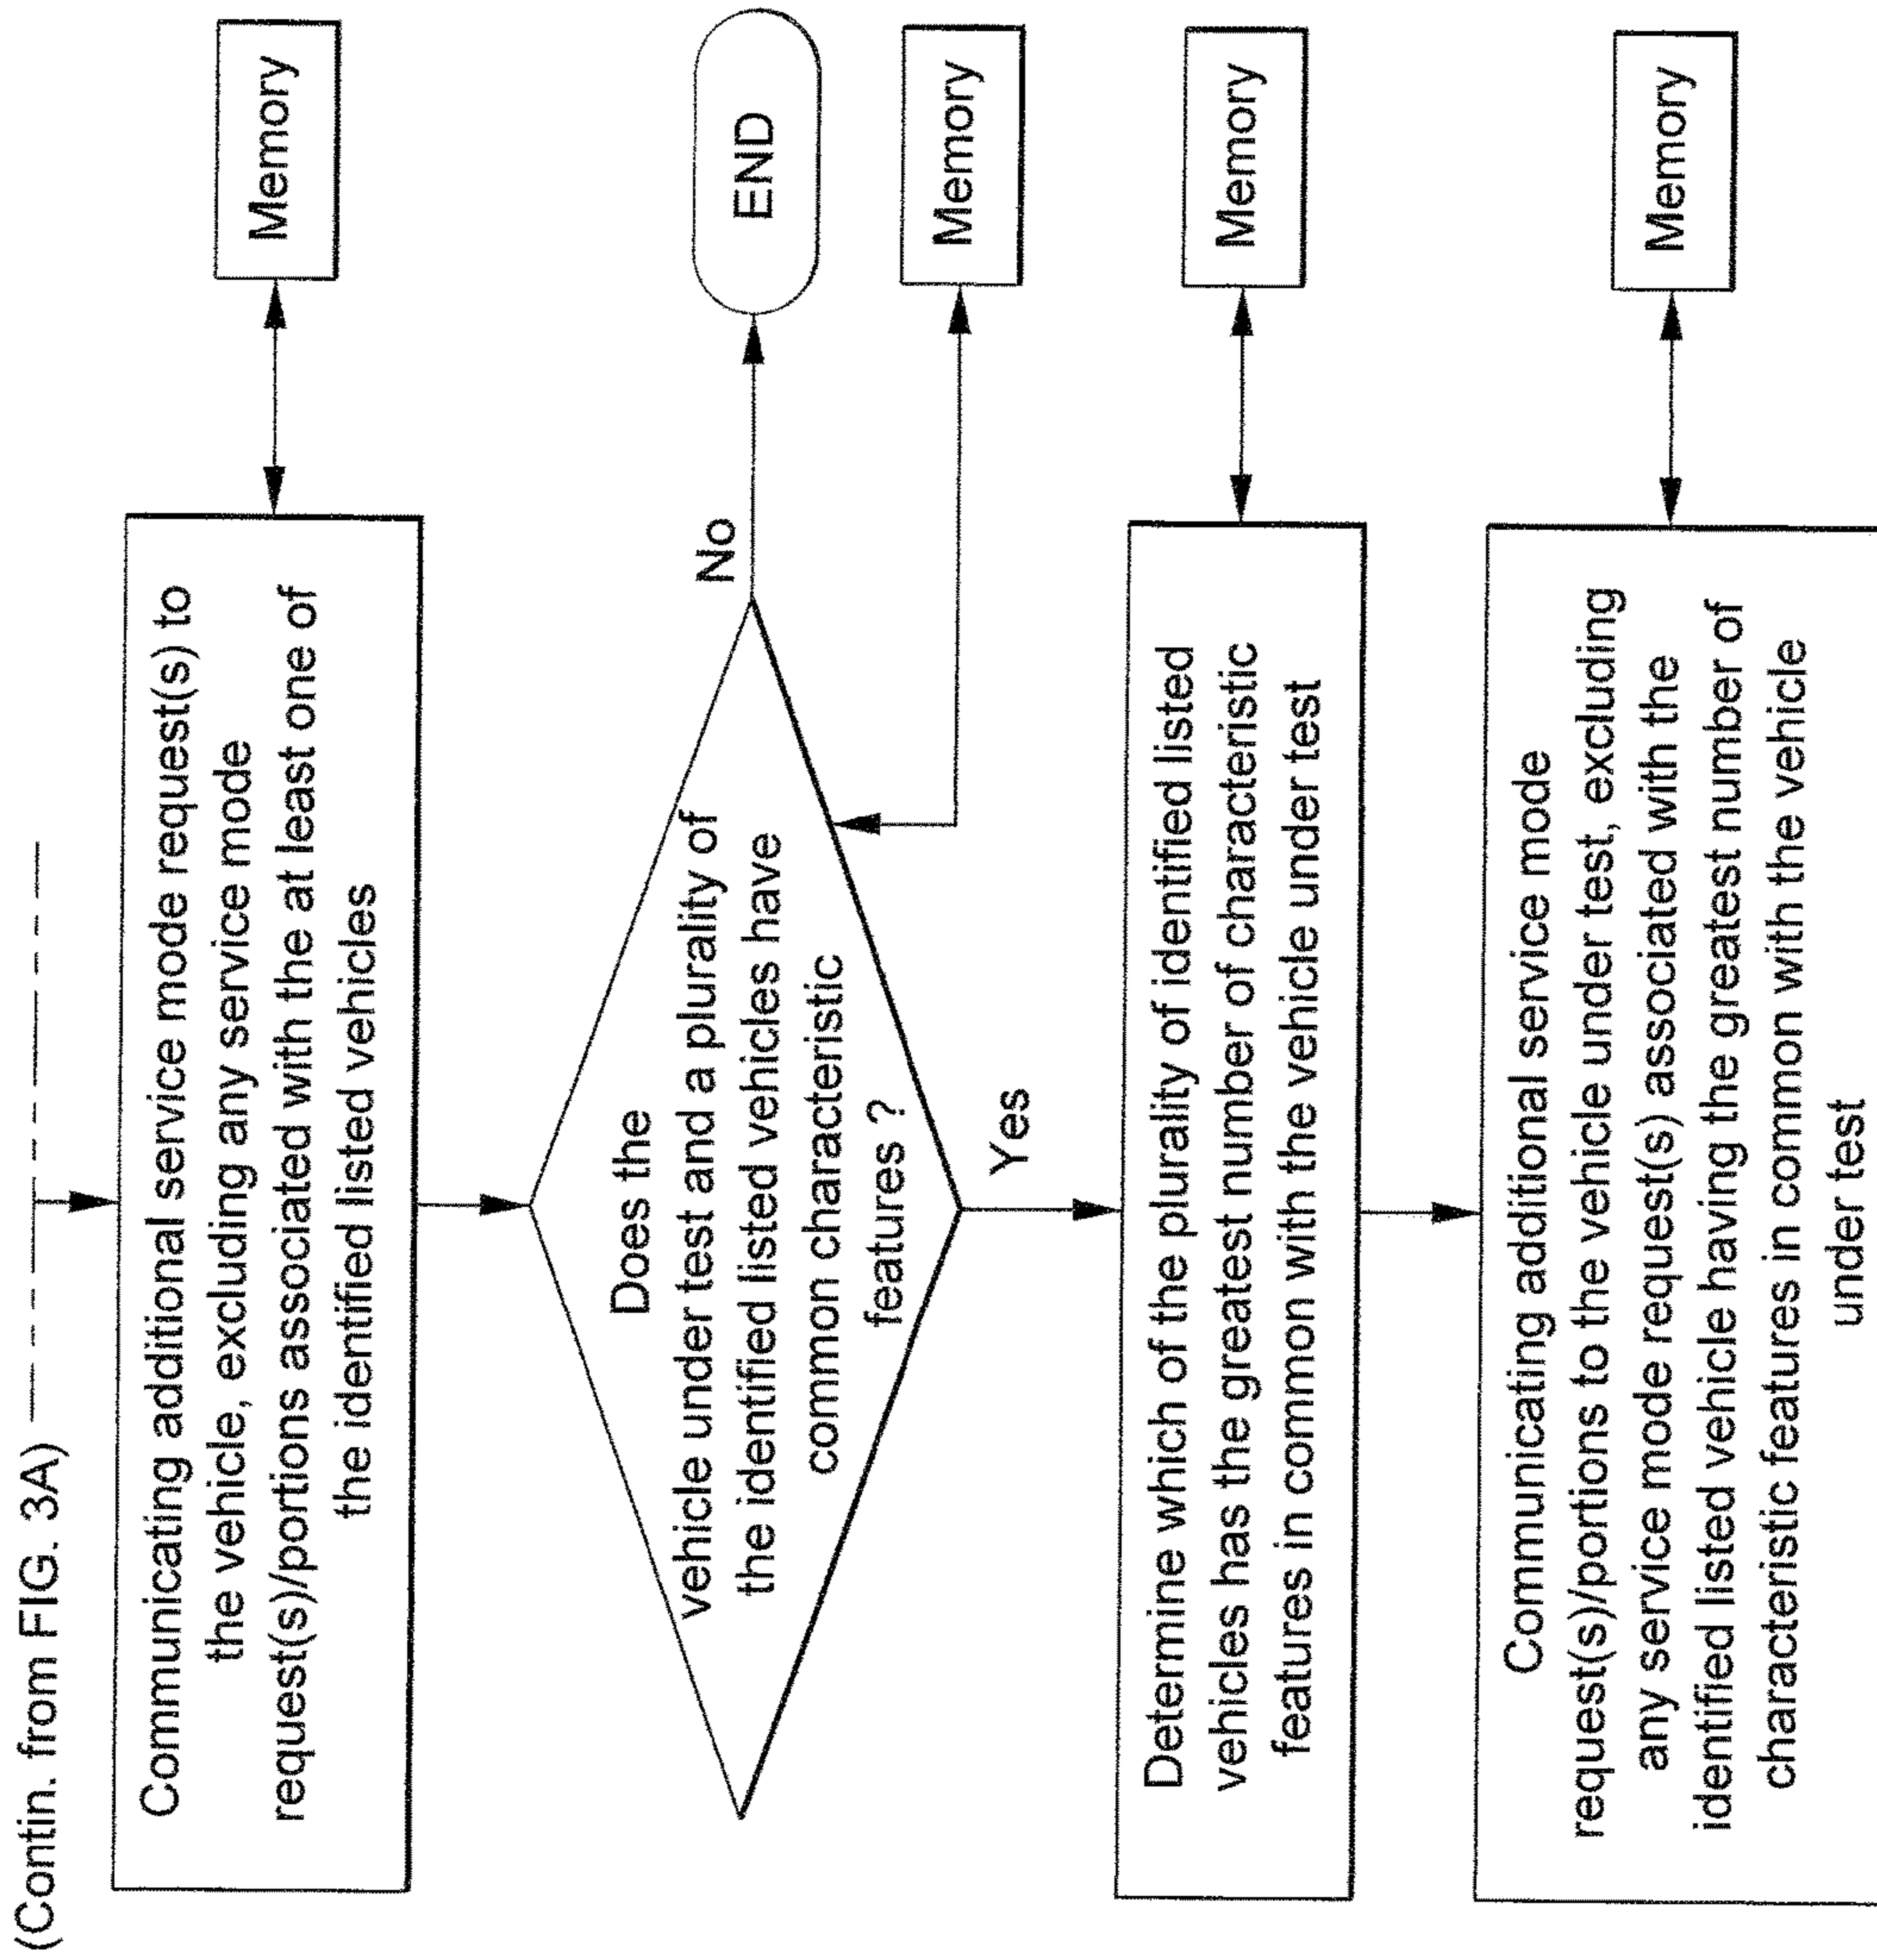 (Contin. from FIG. 3A)
Communicating additional service mode request(s) to
the vehicle, excluding any service mode
request(s)/portions associated with the at least one of
the identified listed vehicles
Memory
Does the
vehicle under test and a plurality of
the identified listed vehicles have
common characteristic
features ?
No
END
Memory
Yes
Determine which of the plurality of identified listed
vehicles has the greatest number of characteristic
features in common with the vehicle under test
Memory
Communicating additional service mode
request(s)/portions to the vehicle under test, excluding
any service mode request(s) associated with the
identified listed vehicle having the greatest number of
characteristic features in common with the vehicle
under test
Memory